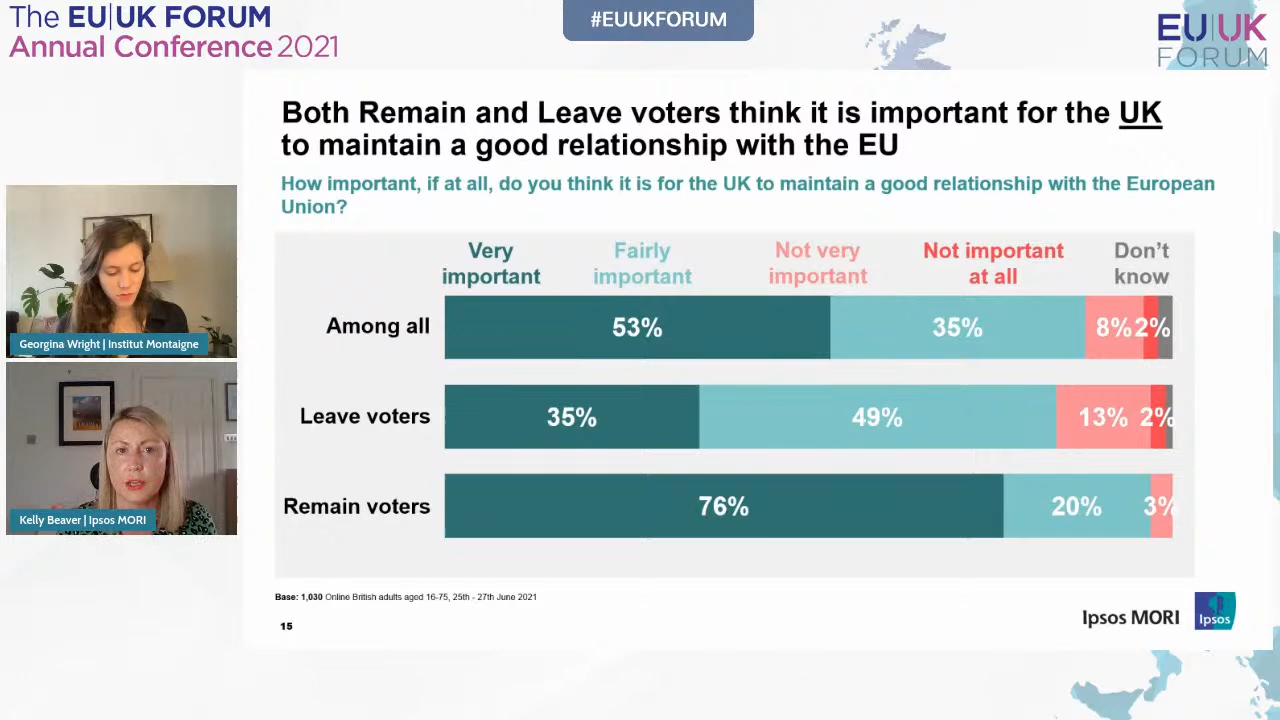 The EU|UK FORUM
Annual Conference 2021
#EUUKFORUM
EU|UK
FORUM
Both Remain and Leave voters think it is important for the UK
to maintain a good relationship with the EU
How important, if at all, do you think it is for the UK to maintain a good relationship with the European
Union?
Very
important
Fairly
important
Not very
important
Not important
at all
Don't
know
Among all
53%
35%
8%
2%
Leave voters
35%
49%
13%
2%
Remain voters
76%
20%
3%
Georgina Wright | Institut Montaigne
Kelly Beaver | Ipsos MORI
Base: 1,030 Online British adults aged 16-75, 25th - 27th June 2021
15
Ipsos MORI
Ipsos